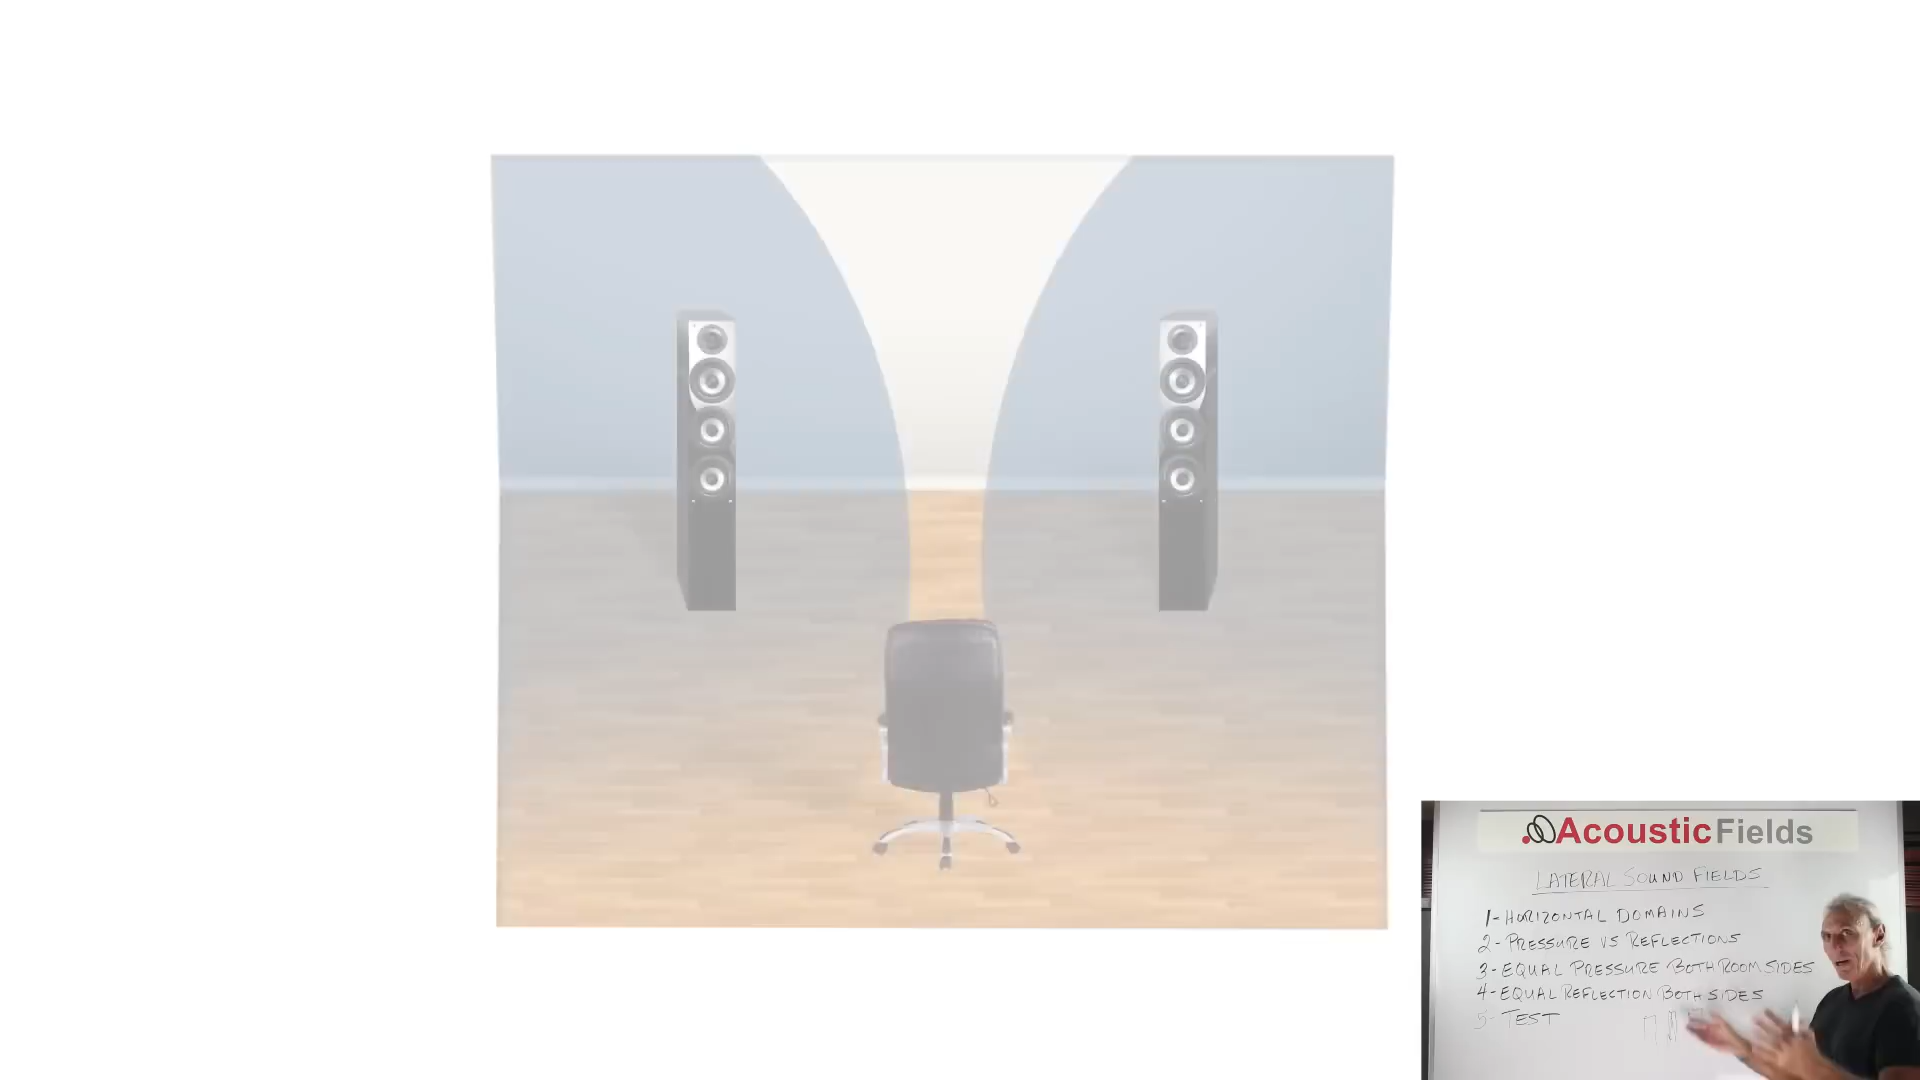 AcousticFields
LATERAL SOUND FIELDS
1-HORIZONTAL DOMAINS
2-PRESSURE VS REFLECTIONS
3-EQUAL PRESSURE BOTH ROOM SIDES
4-EQUAL REFLECTION BOTH SIDES
5-TEST